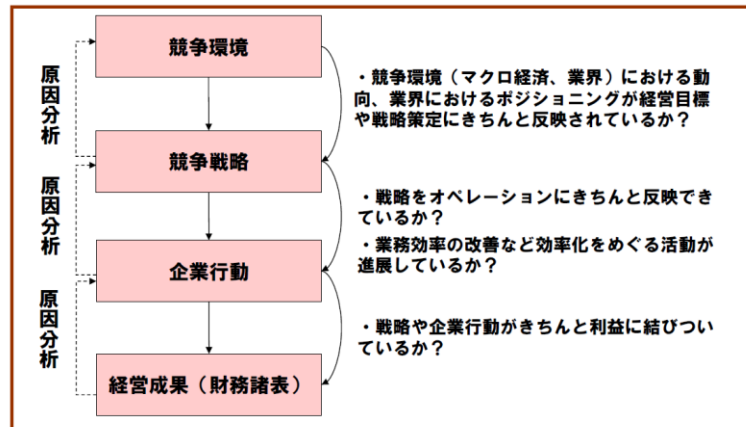 競争環境
原因分析
・競争環境（マクロ経済、業界）における動
向、業界におけるポジショニングが経営目標
や戦略策定にきちんと反映されているか？
競争戦略
原因分析
・戦略をオペレーションにきちんと反映でき
ているか？
・業務効率の改善など効率化をめぐる活動が
進展しているか？
企業行動
原因分析
・戦略や企業行動がきちんと利益に結びつい
ているか？
経営成果（財務諸表）